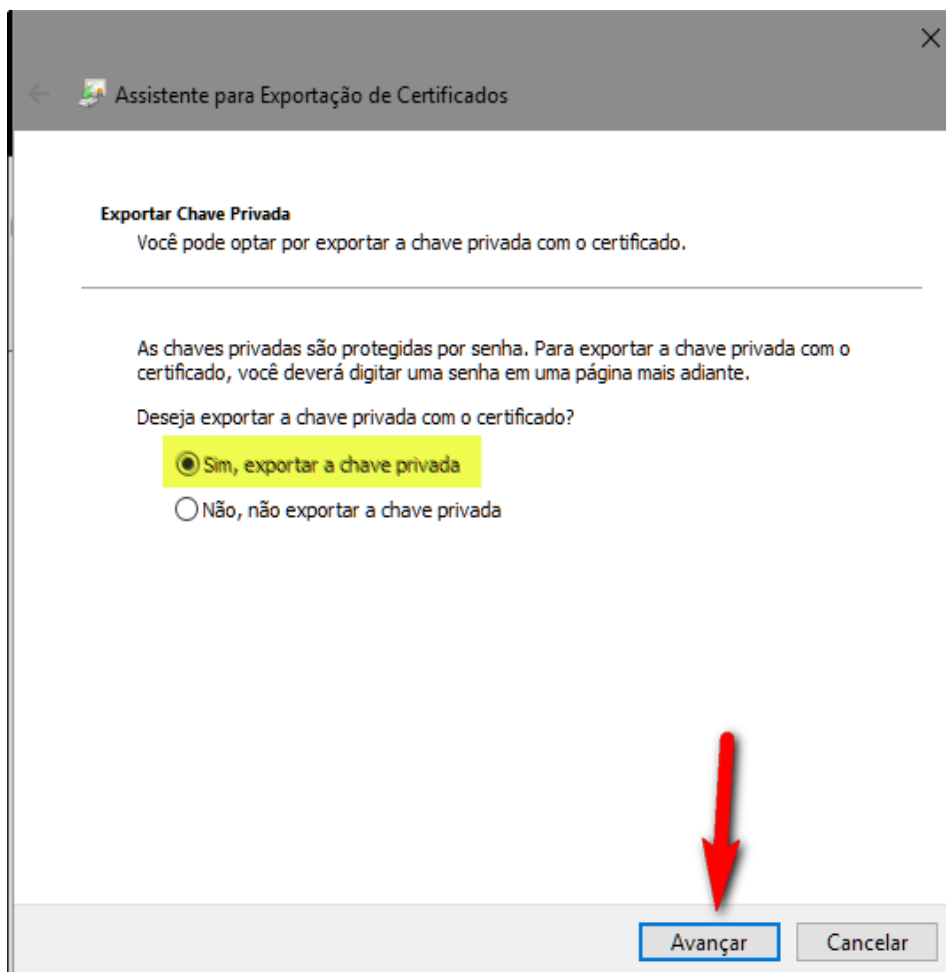 Assistente para Exportação de Certificados
Exportar Chave Privada
Você pode optar por exportar a chave privada com o certificado.
As chaves privadas são protegidas por senha. Para exportar a chave privada com o
certificado, você deverá digitar uma senha em uma página mais adiante.
Deseja exportar a chave privada com o certificado?
Sim, exportar a chave privada
Não, não exportar a chave privada
Avançar
Cancelar